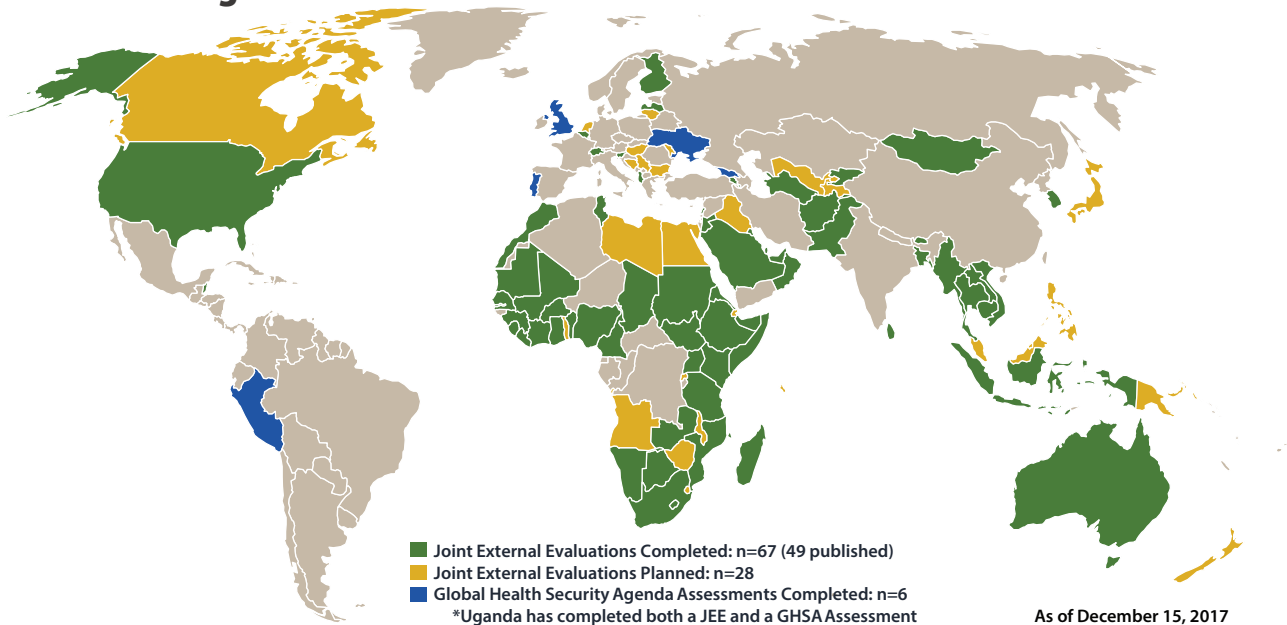 Joint External Evaluations Completed: n=67 (49 published)
Joint External Evaluations Planned: n=28
Global Health Security Agenda Assessments Completed: n=6
*Uganda has completed both a JEE and a GHSA Assessment
As of December 15, 2017